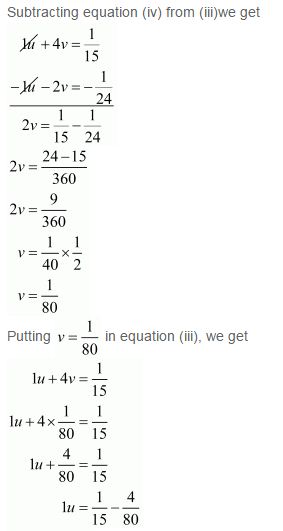 Subtracting equation (iv) from (iii)we get
1u + 4v = 1/15
-1u - 2v = - 1/24
2v = 1/15 - 1/24
2v = 24-15/360
2v = 9/360
v = 1/40 × 1/2
v = 1/80
Putting v = 1/80 in equation (iii), we get
1u + 4v = 1/15
1u + 4× 1/80 = 1/15
1u + 4/80 = 1/15
1u = 1/15 - 4/80